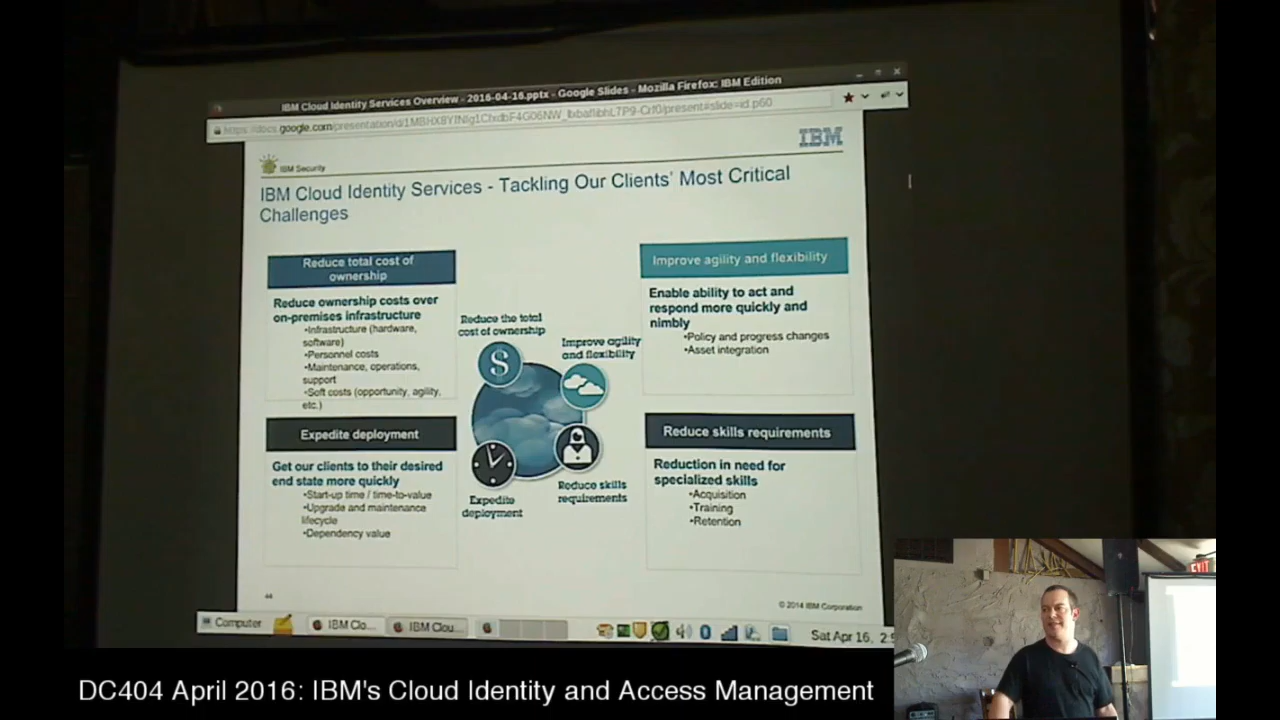 IBM Cloud Identity Services Overview - 2016-04-16.pptx - Google Slides - Mozilla Firefox: IBM Edition
IBM
IBM Security
IBM Cloud Identity Services - Tackling Our Clients' Most Critical
Challenges
Reduce total cost of
ownership
Reduce ownership costs over
on-premises infrastructure
•Infrastructure (hardware,
software)
•Personnel costs
•Maintenance, operations,
support
•Soft costs (opportunity, agility,
etc.)
Expedite deployment
Get our clients to their desired
end state more quickly
•Start-up time / time-to-value
•Upgrade and maintenance
lifecycle
•Dependency value
Reduce the total
cost of ownership
$
Improve agility
and flexibility
Reduce skills
requirements
Expedite
deployment
Improve agility and flexibility
Enable ability to act and
respond more quickly and
nimbly
•Policy and progress changes
•Asset integration
Reduce skills requirements
Reduction in need for
specialized skills
•Acquisition
•Training
•Retention
44
© 2014 IBM Corporation
Computer
IBM Clo...
IBM Clou...
Sat Apr 16,
EXIT
DC404 April 2016: IBM's Cloud Identity and Access Management